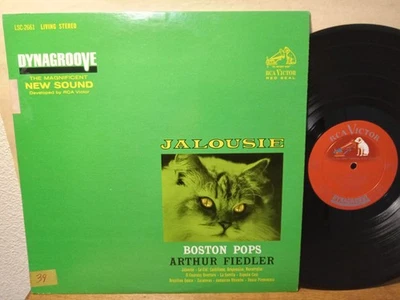 LSC-2661 LIVING STEREO
DYNAGROOVE
THE MAGNIFICENT
NEW SOUND
Developed by RCA Victor
RCA VICTOR
RED SEAL
JALOUSIE
BOSTON POPS
ARTHUR FIEDLER
39
RCA VICTOR